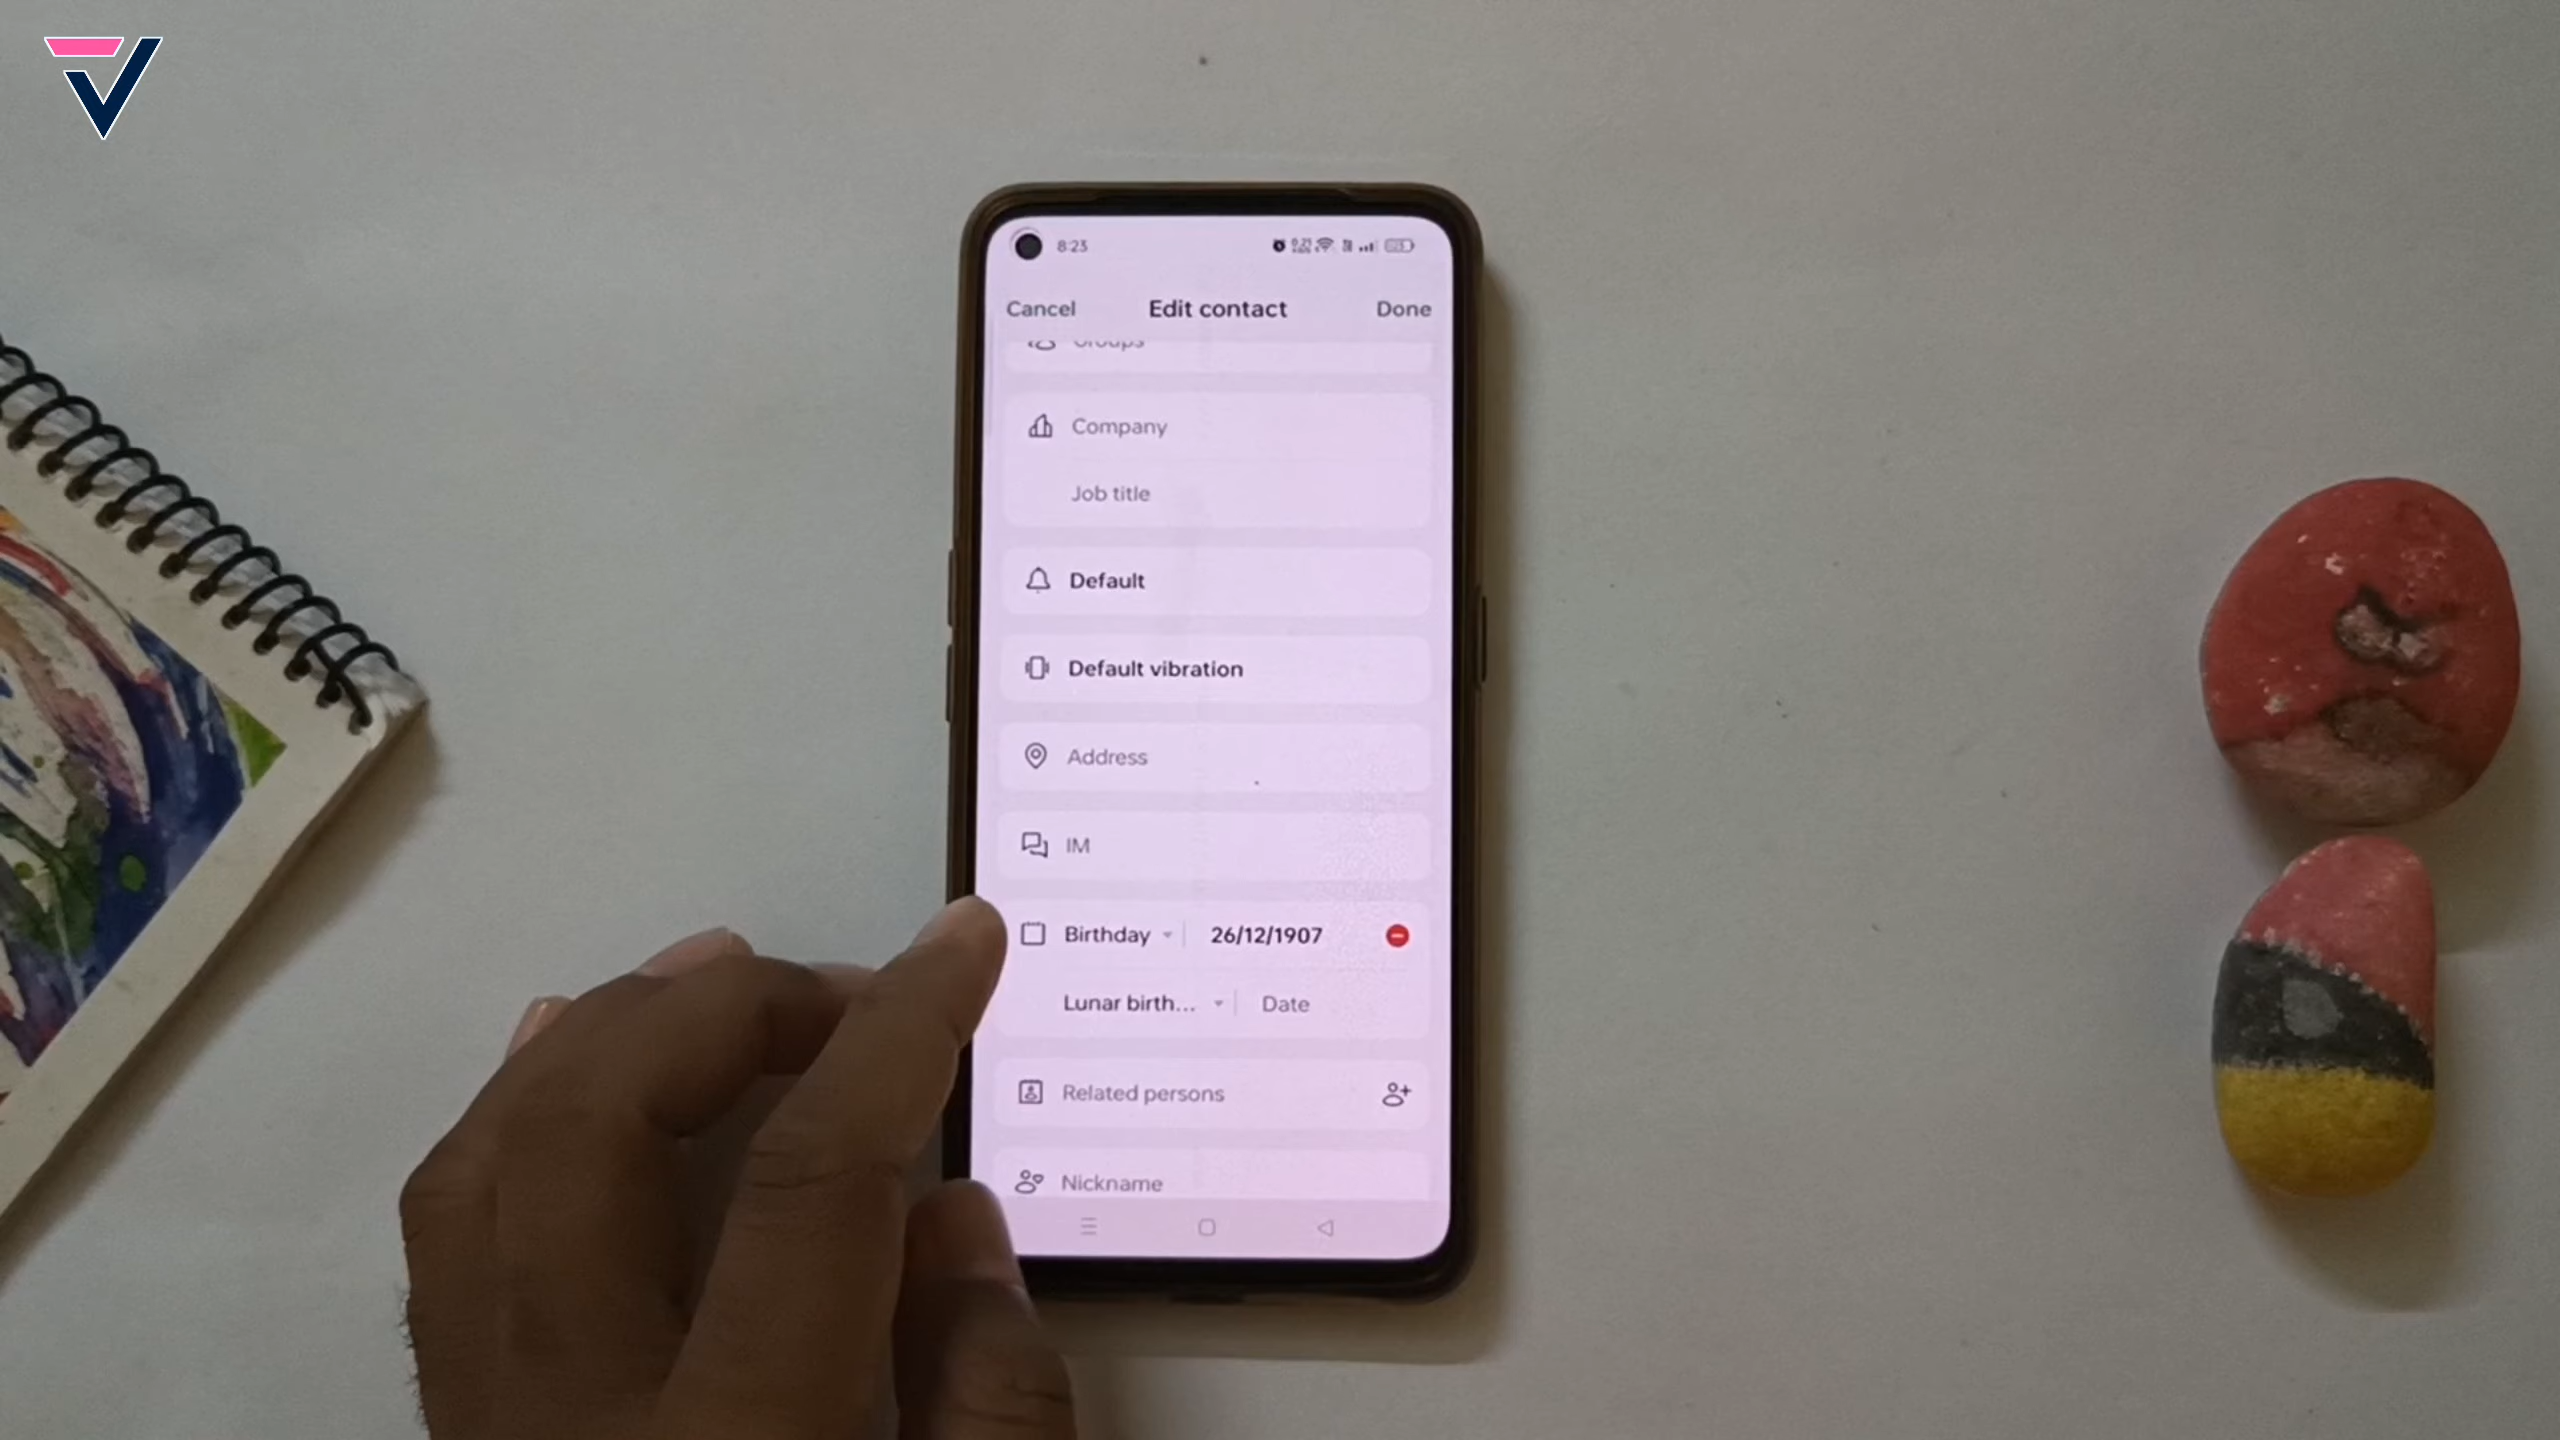 8:23
Cancel Edit contact Done
Groups
Company
Job title
Default
Default vibration
Address
IM
Birthday 26/12/1907
Lunar birth... Date
Related persons
Nickname